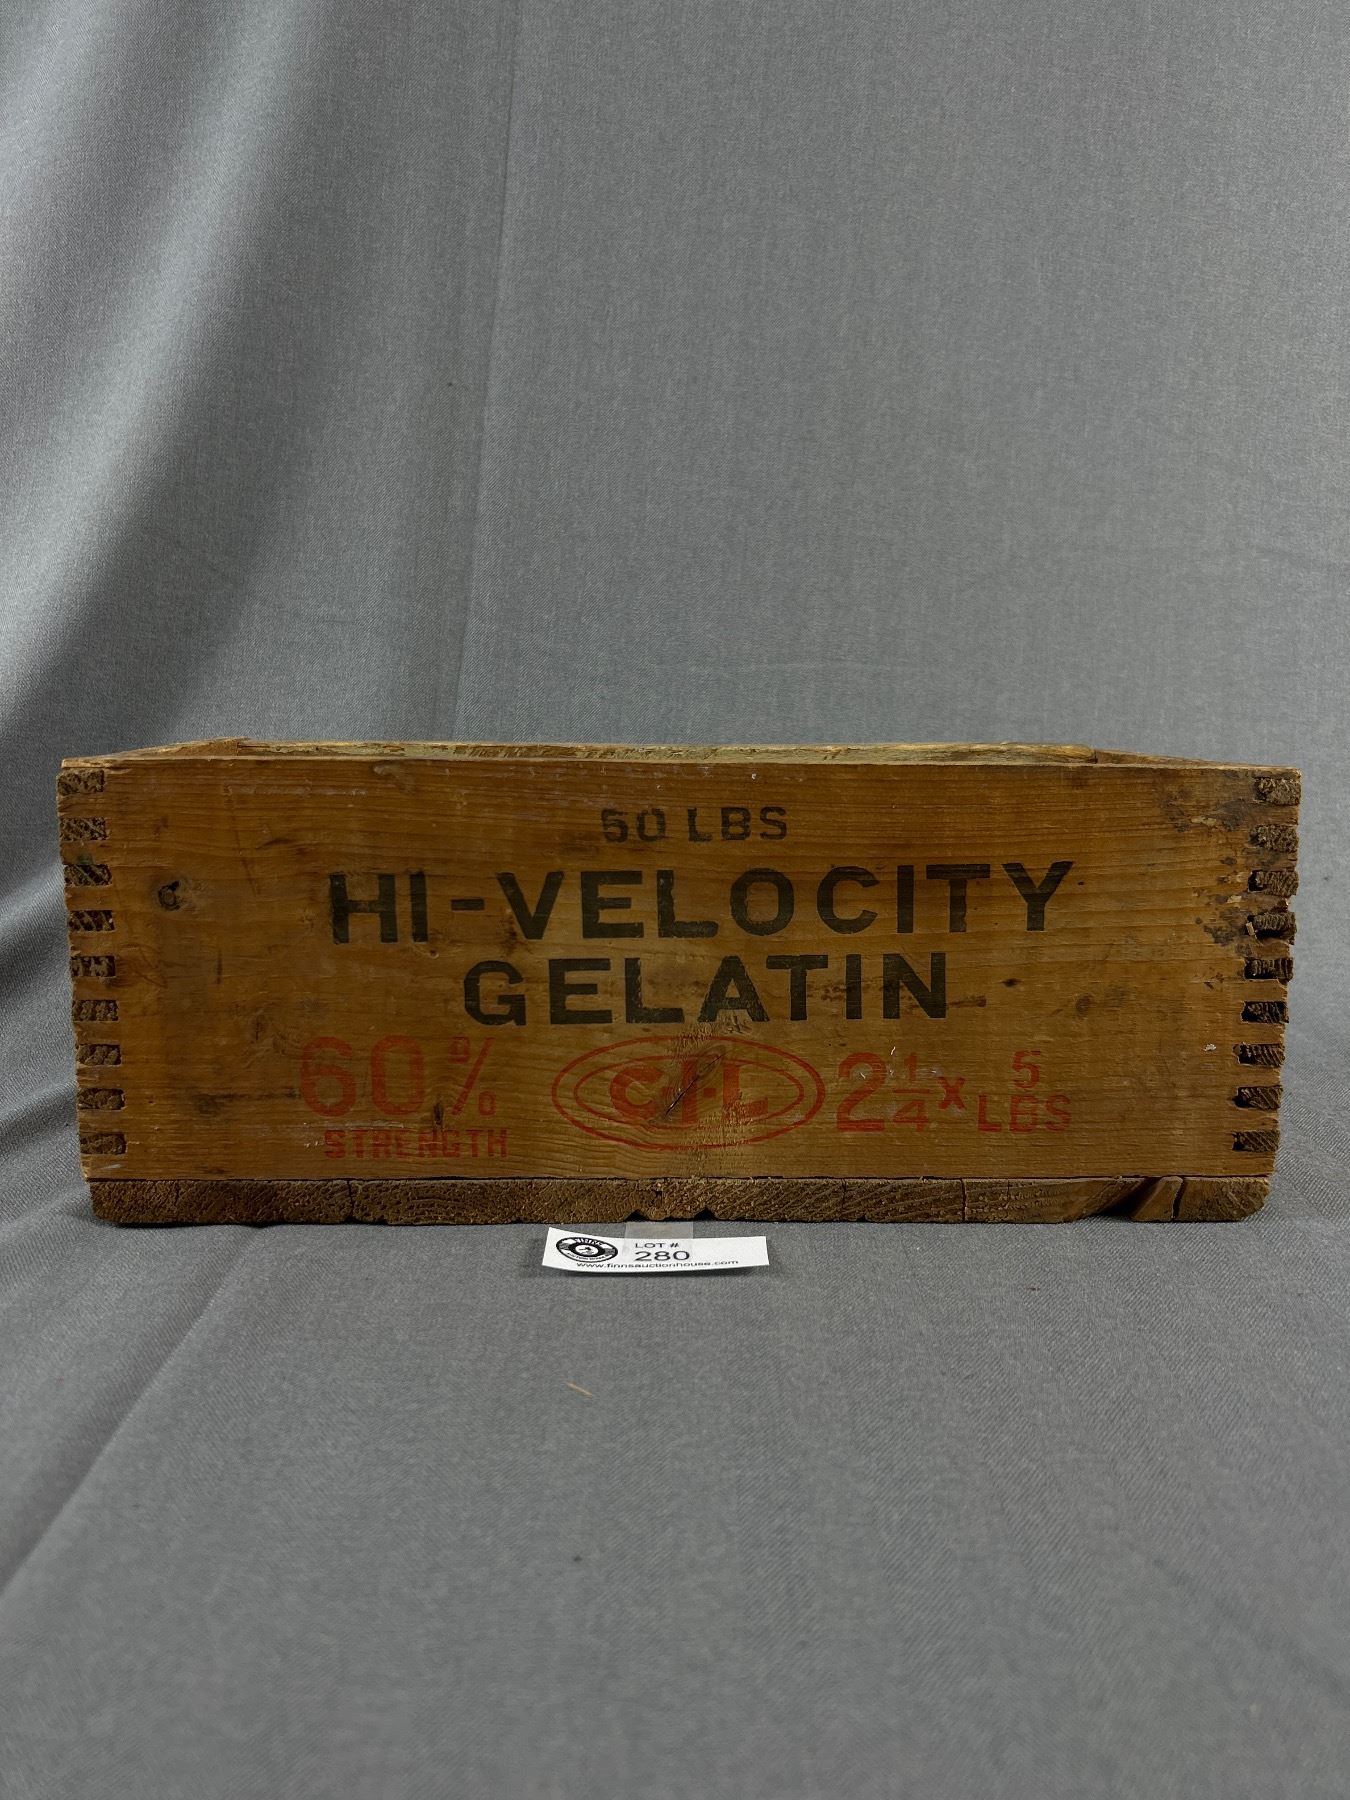 50 LBS
HI-VELOCITY
GELATIN
60% C-I-L 2 1/4 x 5 LBS
STRENGTH
LOT #
280
www.finnsauctionhouse.com